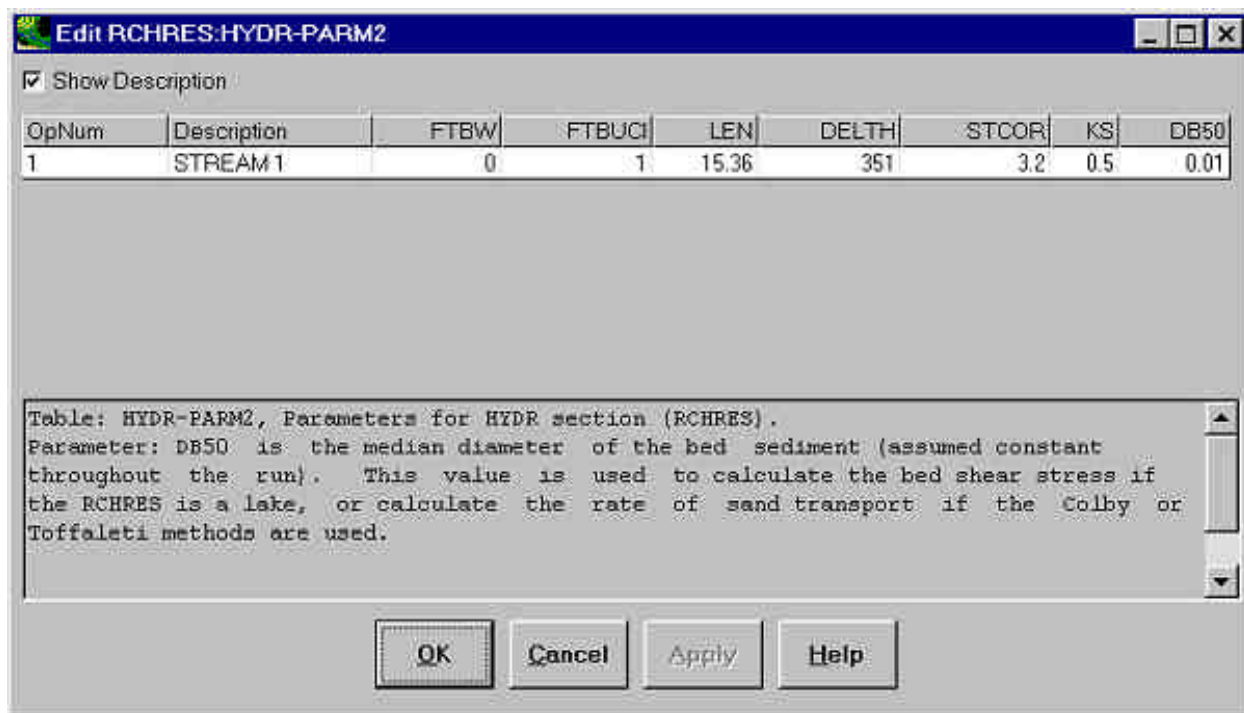 Edit RCHRES:HYDR-PARM2
Show Description
OpNum Description FTBW FTBUCI LEN DELTH STCOR KS DB50
1 STREAM 1 0 1 15.36 351 3.2 0.5 0.01
Table: HYDR-PARM2, Parameters for HYDR section (RCHRES).
Parameter: DB50 is the median diameter of the bed sediment (assumed constant
throughout the run). This value is used to calculate the bed shear stress if
the RCHRES is a lake, or calculate the rate of sand transport if the Colby or
Toffaleti methods are used.
OK Cancel Apply Help